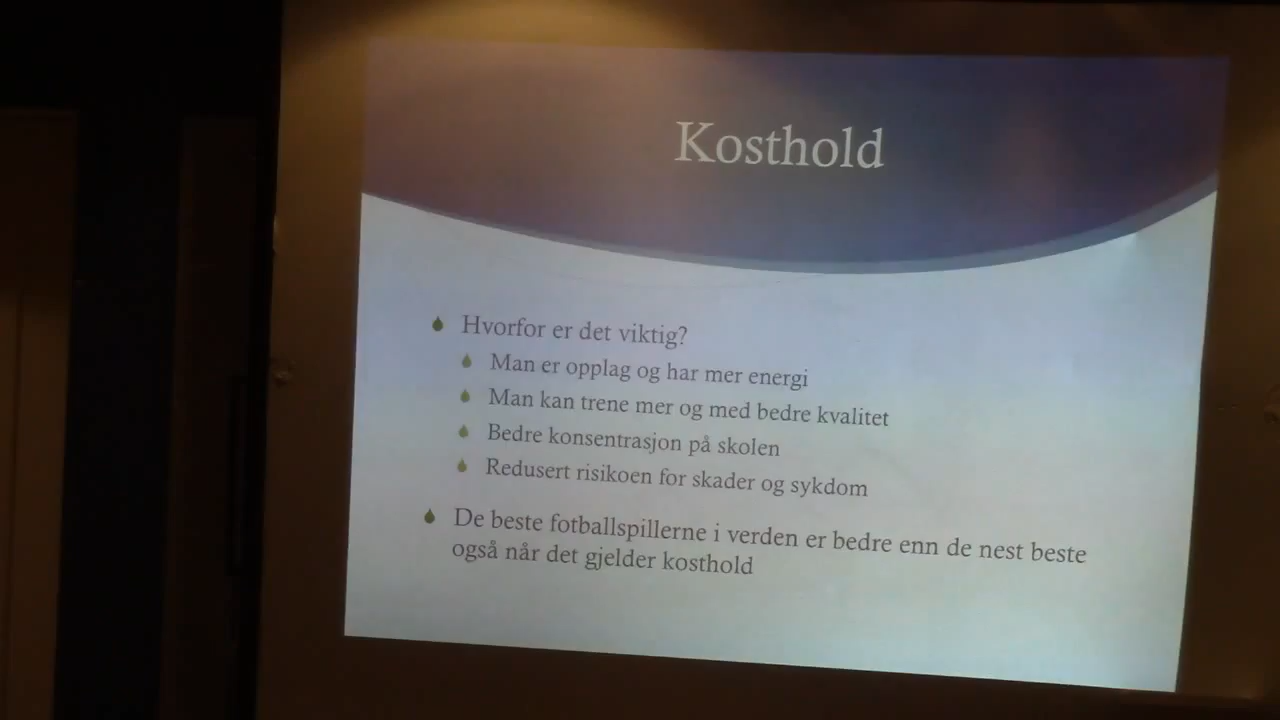 Kosthold
Hvorfor er det viktig?
Man er opplag og har mer energi
Man kan trene mer og med bedre kvalitet
Bedre konsentrasjon på skolen
Redusert risikoen for skader og sykdom
De beste fotballspillerne i verden er bedre enn de nest beste
også når det gjelder kosthold